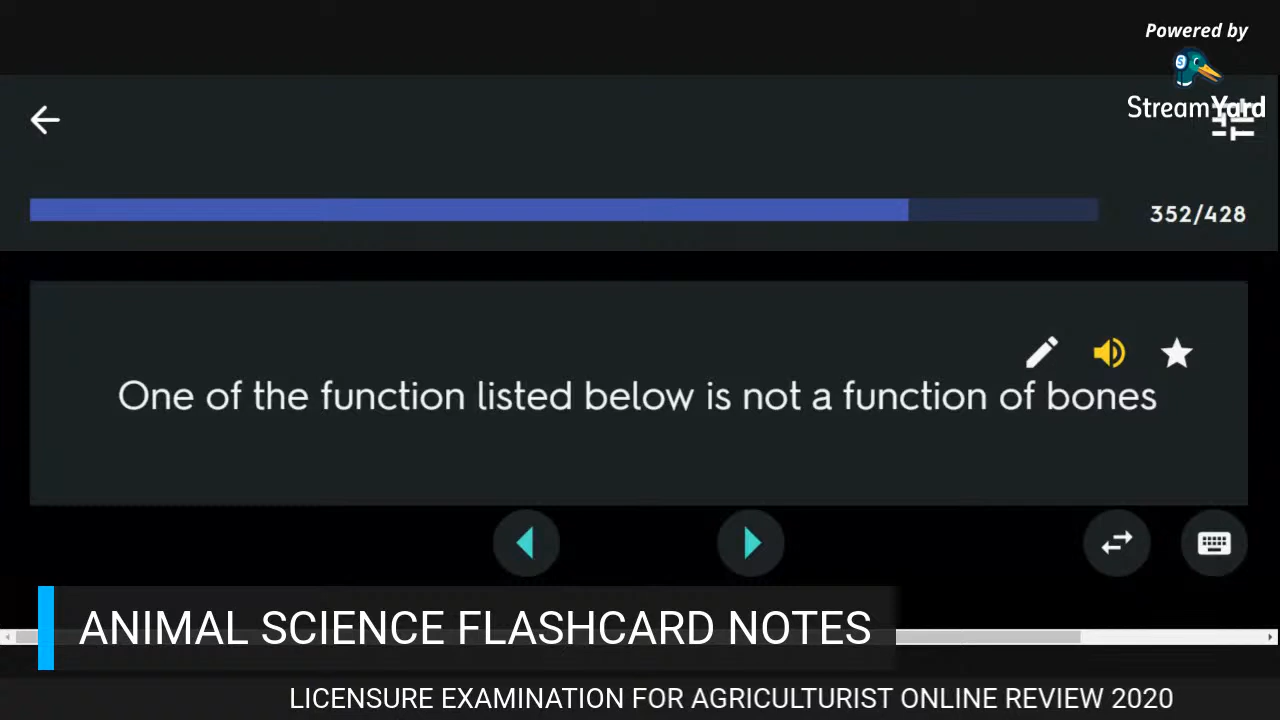 Powered by
StreamYard
352/428
One of the function listed below is not a function of bones
ANIMAL SCIENCE FLASHCARD NOTES
LICENSURE EXAMINATION FOR AGRICULTURIST ONLINE REVIEW 2020